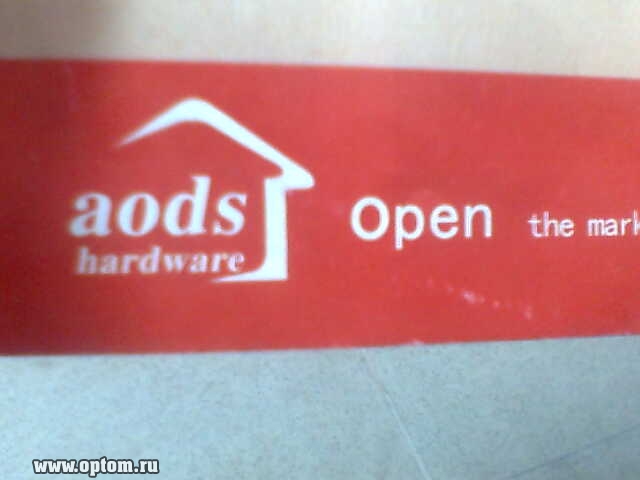 aods
hardware
open the mark
www.optom.ru